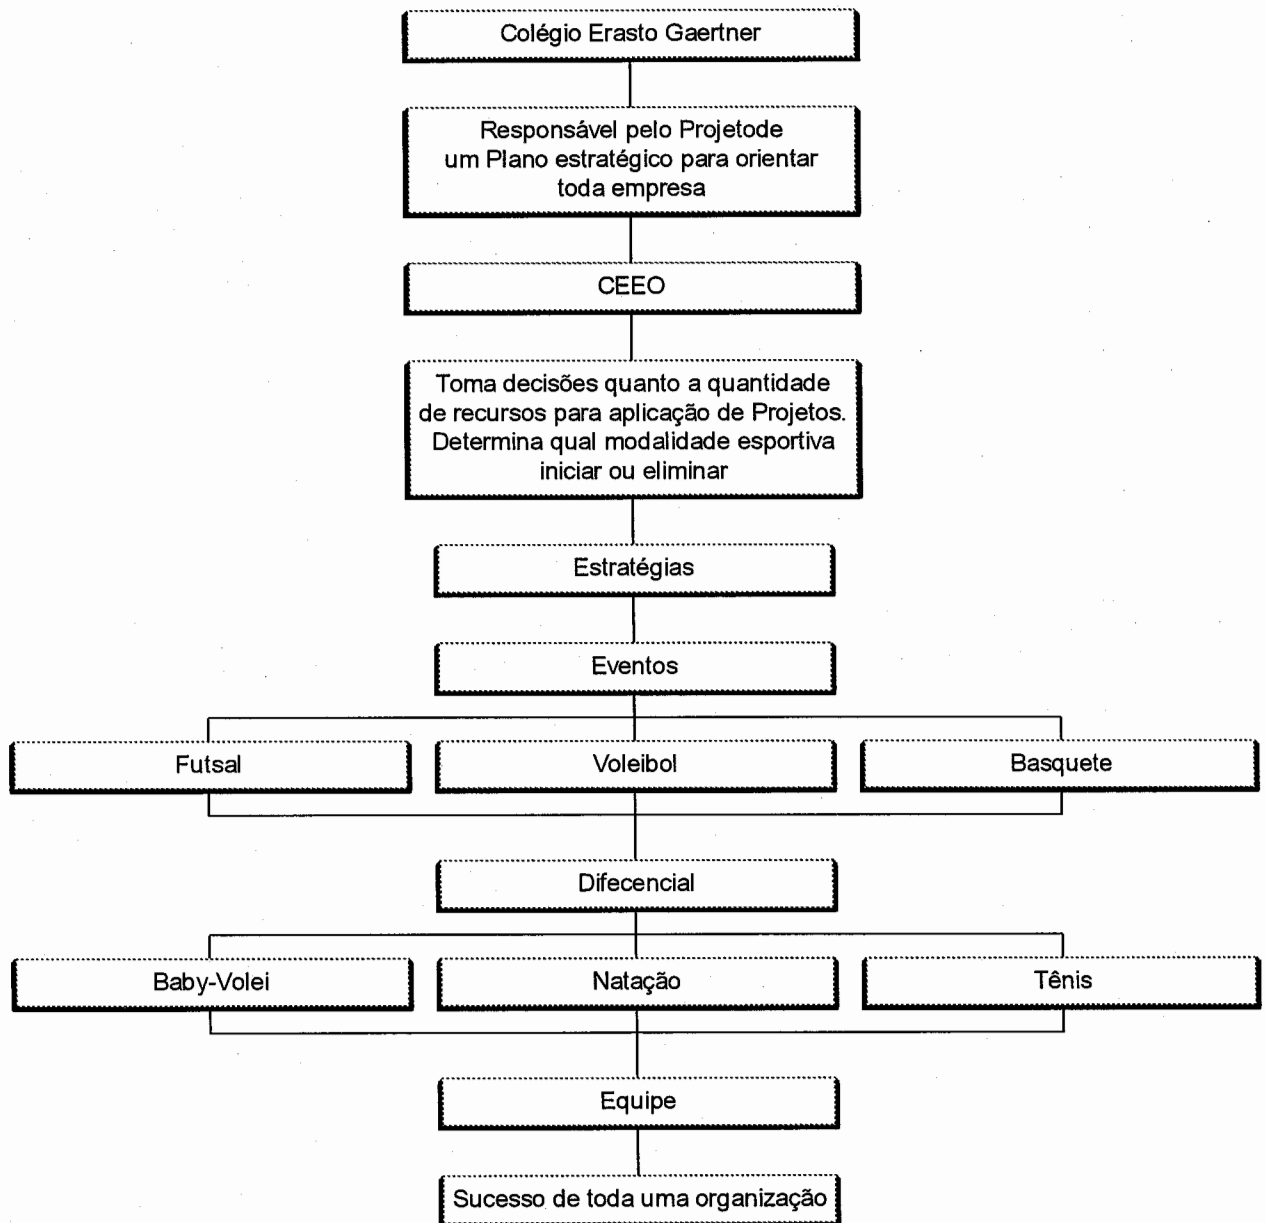 Colégio Erasto Gaertner
Responsável pelo Projetode
um Plano estratégico para orientar
toda empresa
CEEO
Toma decisões quanto a quantidade
de recursos para aplicação de Projetos.
Determina qual modalidade esportiva
iniciar ou eliminar
Estratégias
Eventos
Futsal
Voleibol
Basquete
Difecencial
Baby-Volei
Natação
Tênis
Equipe
Sucesso de toda uma organização